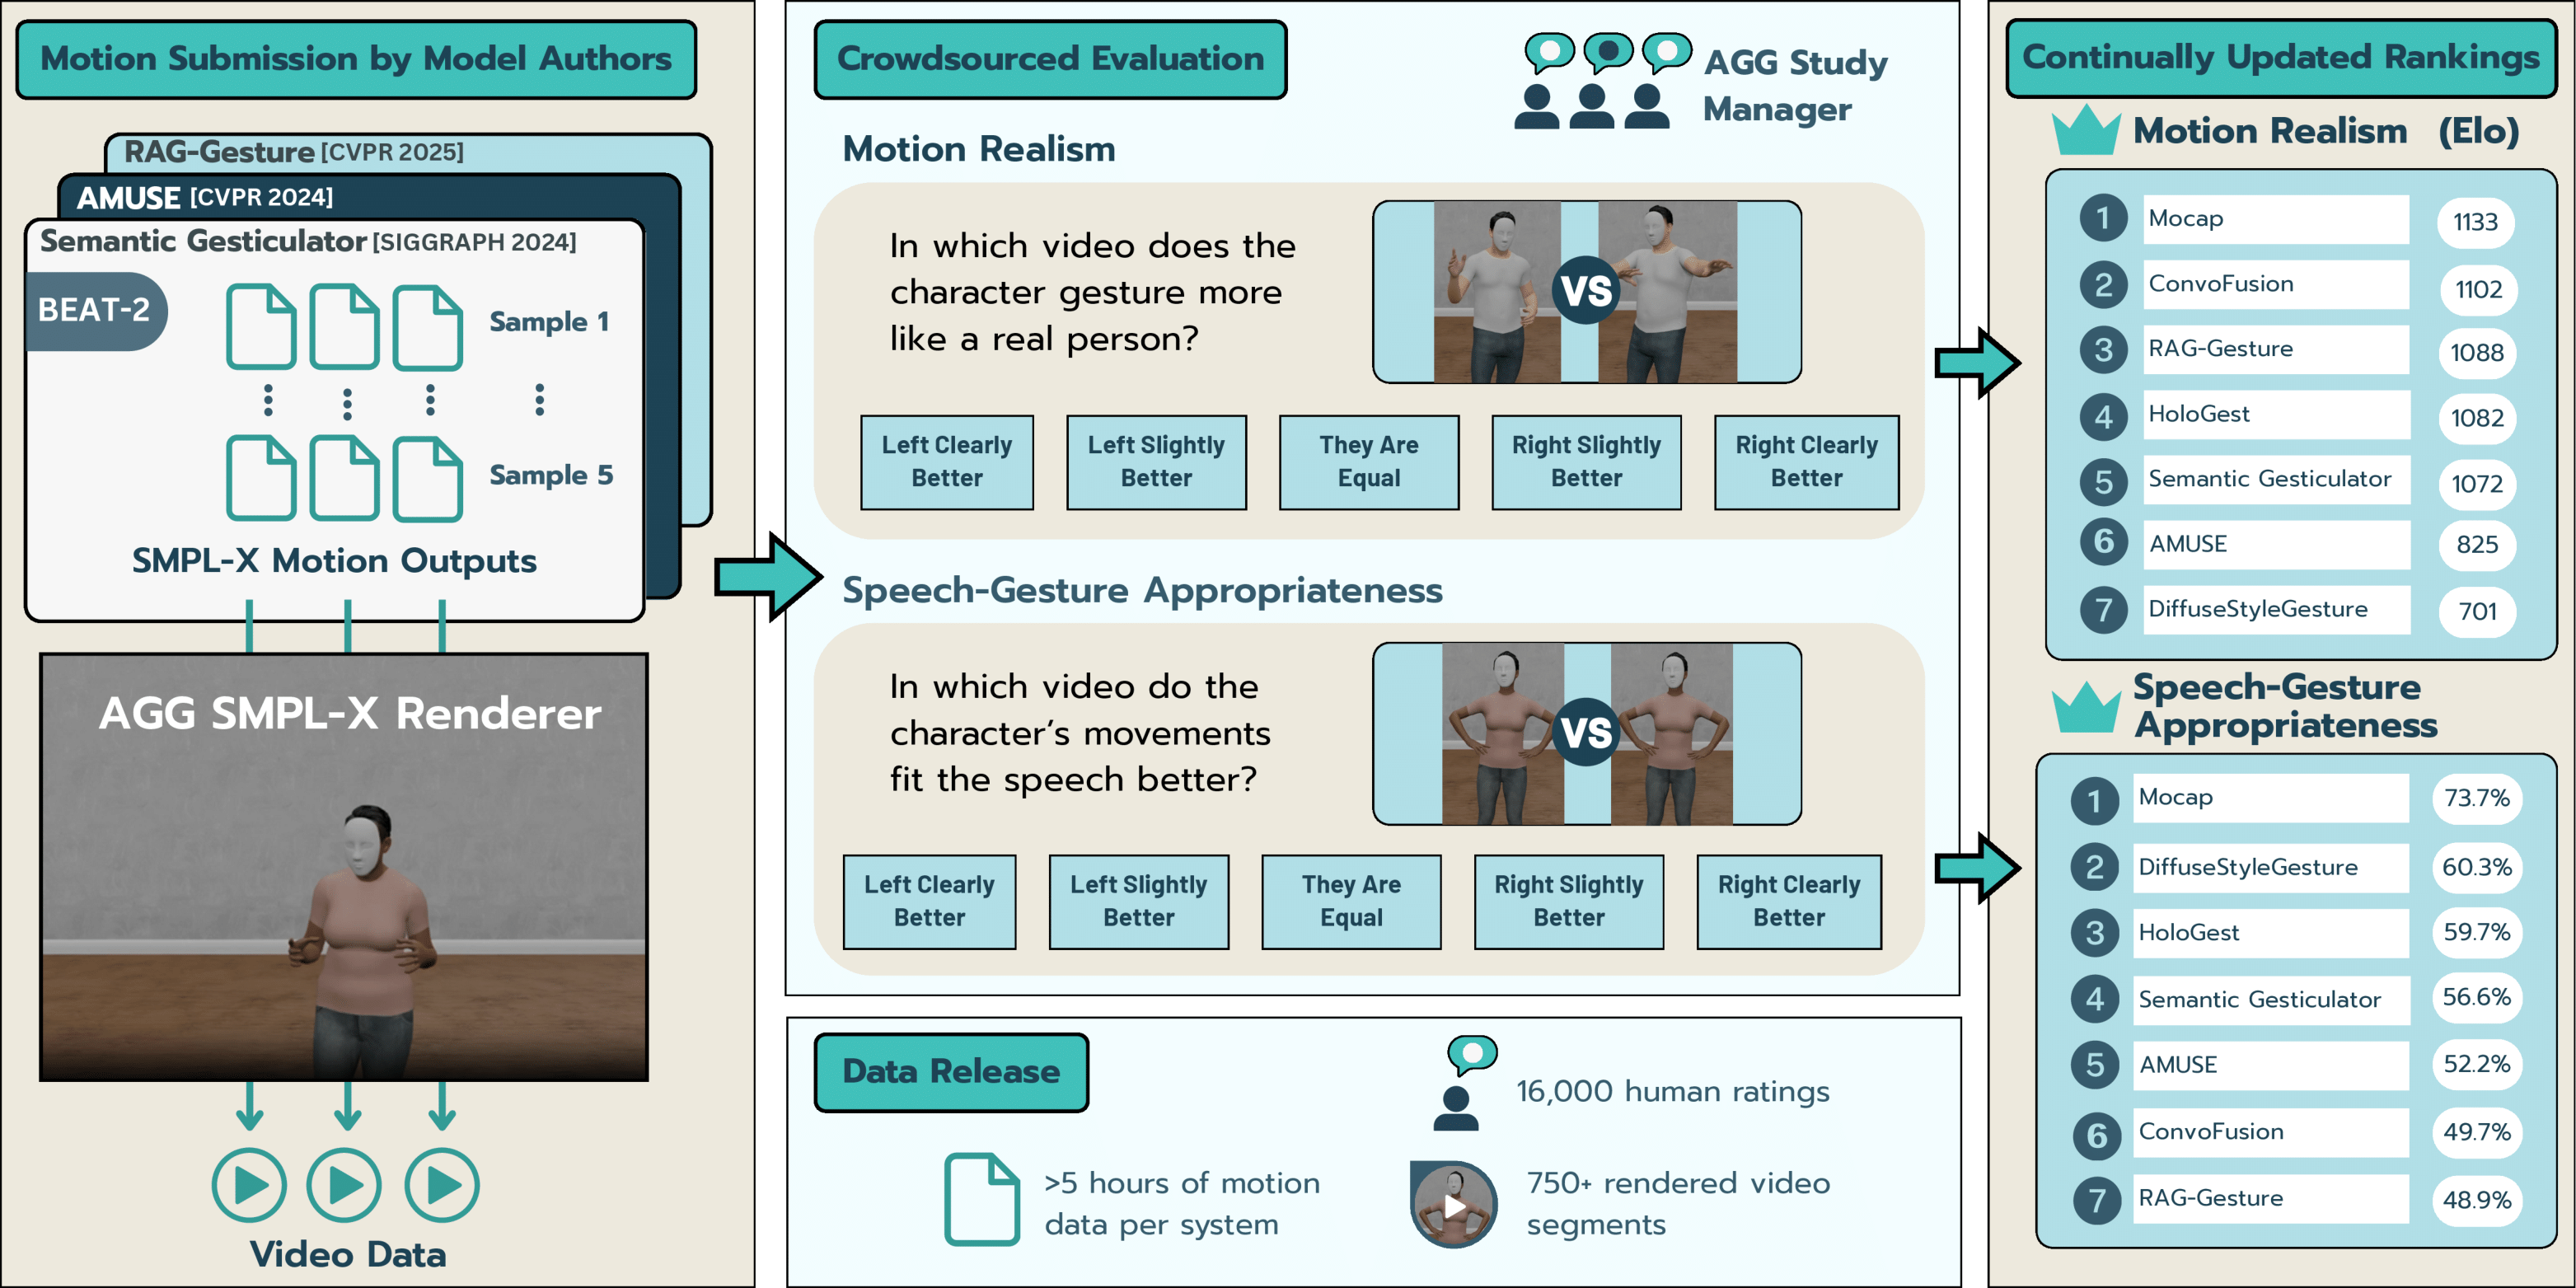 Motion Submission by Model Authors
RAG-Gesture [CVPR 2025]
AMUSE [CVPR 2024]
Semantic Gesticulator [SIGGRAPH 2024]
BEAT-2
Sample 1
Sample 5
SMPL-X Motion Outputs
AGG SMPL-X Renderer
Video Data
Crowdsourced Evaluation
AGG Study
Manager
Motion Realism
In which video does the
character gesture more
like a real person?
VS
Left Clearly
Better
Left Slightly
Better
They Are
Equal
Right Slightly
Better
Right Clearly
Better
Speech-Gesture Appropriateness
In which video do the
character’s movements
fit the speech better?
VS
Left Clearly
Better
Left Slightly
Better
They Are
Equal
Right Slightly
Better
Right Clearly
Better
Data Release
16,000 human ratings
>5 hours of motion
data per system
750+ rendered video
segments
Continually Updated Rankings
Motion Realism (Elo)
1 Mocap 1133
2 ConvoFusion 1102
3 RAG-Gesture 1088
4 HoloGest 1082
5 Semantic Gesticulator 1072
6 AMUSE 825
7 DiffuseStyleGesture 701
Speech-Gesture
Appropriateness
1 Mocap 73.7%
2 DiffuseStyleGesture 60.3%
3 HoloGest 59.7%
4 Semantic Gesticulator 56.6%
5 AMUSE 52.2%
6 ConvoFusion 49.7%
7 RAG-Gesture 48.9%